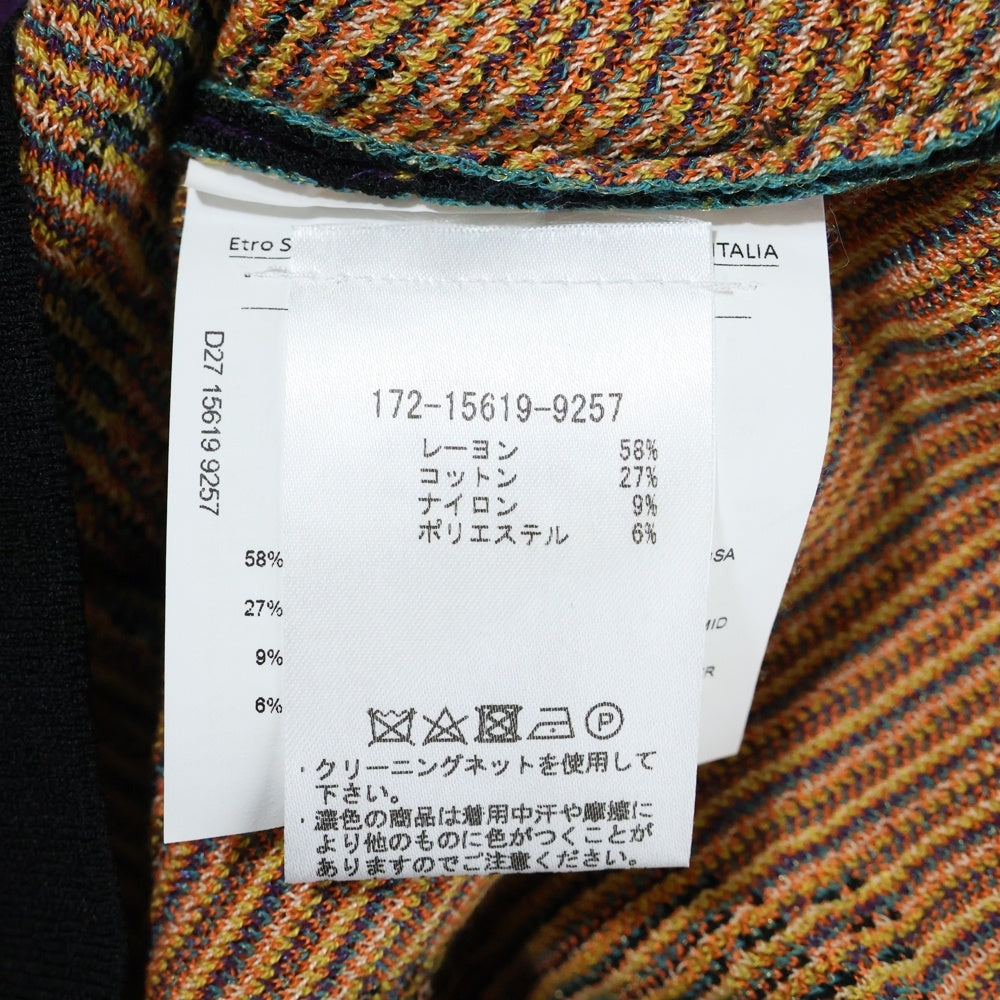 Etro S
ITALIA
D27 15619 9257
172-15619-9257
レーヨン 58%
コットン 27%
ナイロン 9%
ポリエステル 6%
58%
27%
9%
6%
RSA
MID
ER
P
・クリーニングネットを使用して
下さい。
・濃色の商品は着用中汗や摩擦に
より他のものに色がつくことが
ありますのでご注意ください。